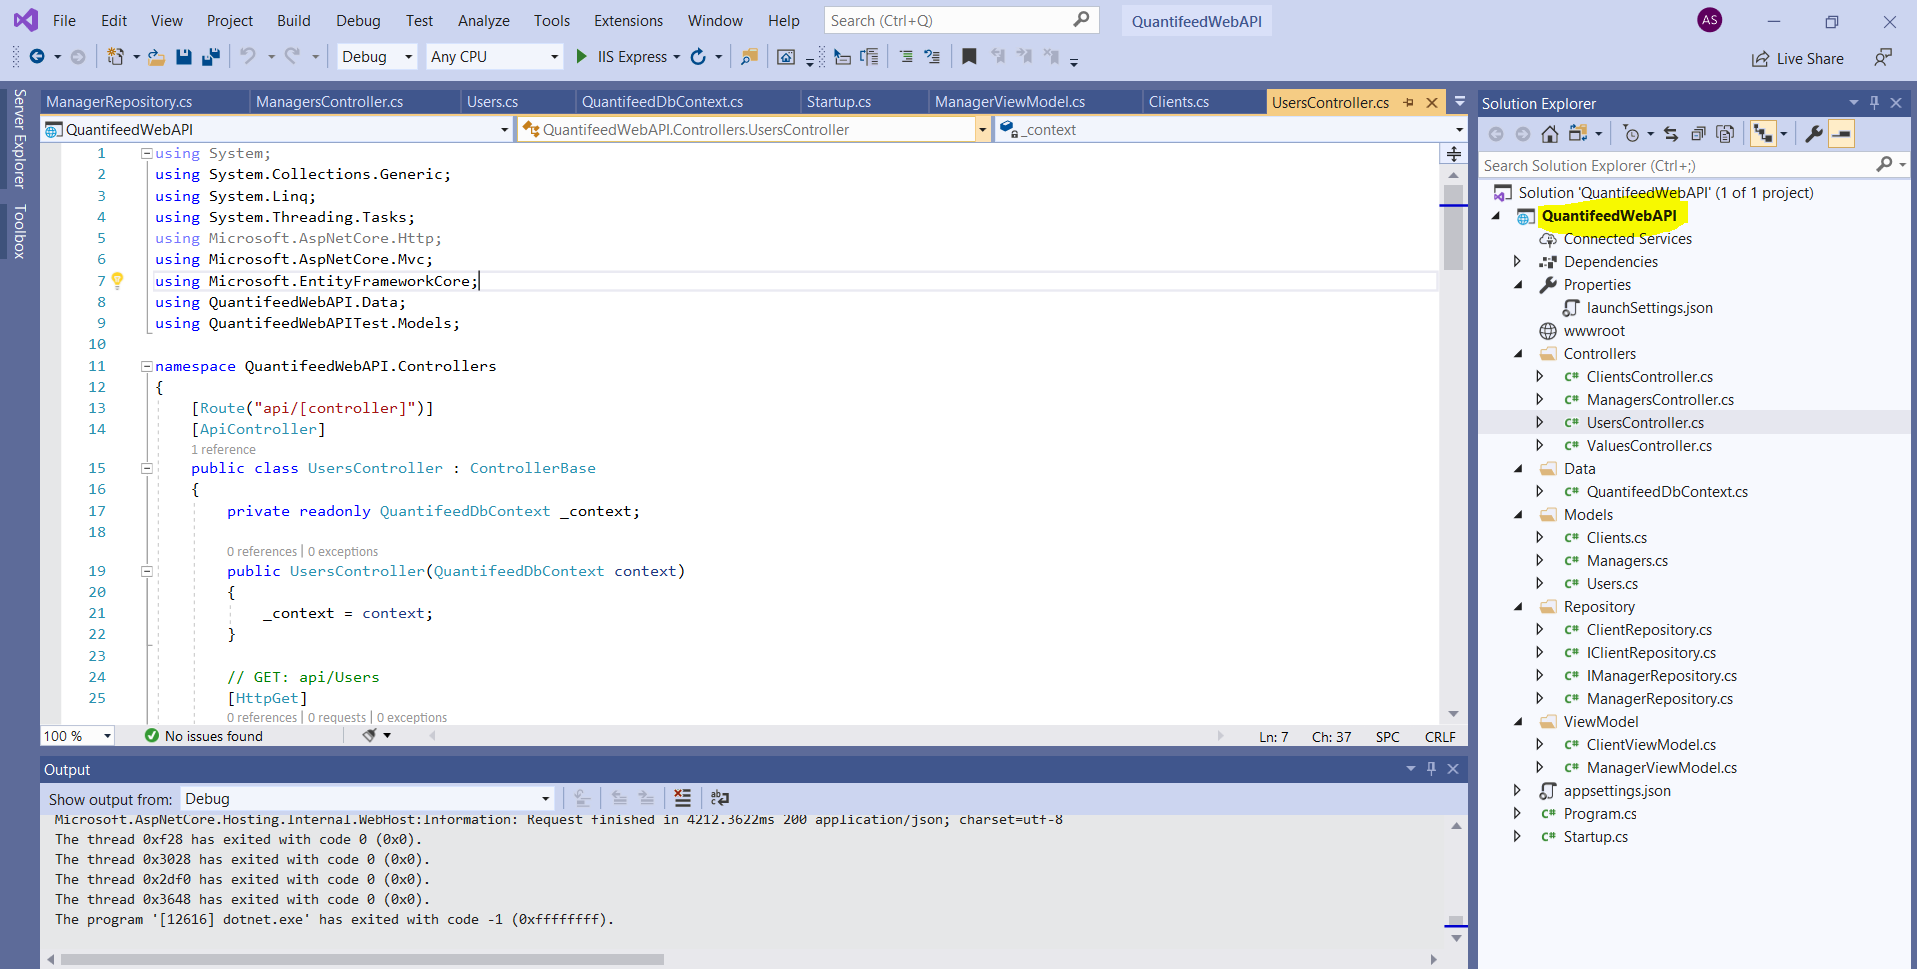 File Edit View Project Build Debug Test Analyze Tools Extensions Window Help Search (Ctrl+Q) QuantifeedWebAPI AS
Debug Any CPU IIS Express Live Share
Server Explorer
Toolbox
ManagerRepository.cs ManagersController.cs Users.cs QuantifeedDbContext.cs Startup.cs ManagerViewModel.cs Clients.cs UsersController.cs
QuantifeedWebAPI QuantifeedWebAPI.Controllers.UsersController _context
1 using System;
2 using System.Collections.Generic;
3 using System.Linq;
4 using System.Threading.Tasks;
5 using Microsoft.AspNetCore.Http;
6 using Microsoft.AspNetCore.Mvc;
7 using Microsoft.EntityFrameworkCore;
8 using QuantifeedWebAPI.Data;
9 using QuantifeedWebAPITest.Models;
10
11 namespace QuantifeedWebAPI.Controllers
12 {
13 [Route("api/[controller]")]
14 [ApiController]
1 reference
15 public class UsersController : ControllerBase
16 {
17 private readonly QuantifeedDbContext _context;
18
0 references | 0 exceptions
19 public UsersController(QuantifeedDbContext context)
20 {
21 _context = context;
22 }
23
24 // GET: api/Users
25 [HttpGet]
0 references | 0 requests | 0 exceptions
100 % No issues found Ln: 7 Ch: 37 SPC CRLF
Output
Show output from: Debug
Microsoft.AspNetCore.Hosting.Internal.WebHost:Information: Request finished in 4212.3622ms 200 application/json; charset=utf-8
The thread 0xf28 has exited with code 0 (0x0).
The thread 0x3028 has exited with code 0 (0x0).
The thread 0x2df0 has exited with code 0 (0x0).
The thread 0x3648 has exited with code 0 (0x0).
The program '[12616] dotnet.exe' has exited with code -1 (0xffffffff).
Solution Explorer
Search Solution Explorer (Ctrl+;)
Solution 'QuantifeedWebAPI' (1 of 1 project)
QuantifeedWebAPI
Connected Services
Dependencies
Properties
launchSettings.json
wwwroot
Controllers
C# ClientsController.cs
C# ManagersController.cs
C# UsersController.cs
C# ValuesController.cs
Data
C# QuantifeedDbContext.cs
Models
C# Clients.cs
C# Managers.cs
C# Users.cs
Repository
C# ClientRepository.cs
C# IClientRepository.cs
C# IManagerRepository.cs
C# ManagerRepository.cs
ViewModel
C# ClientViewModel.cs
C# ManagerViewModel.cs
appsettings.json
C# Program.cs
C# Startup.cs